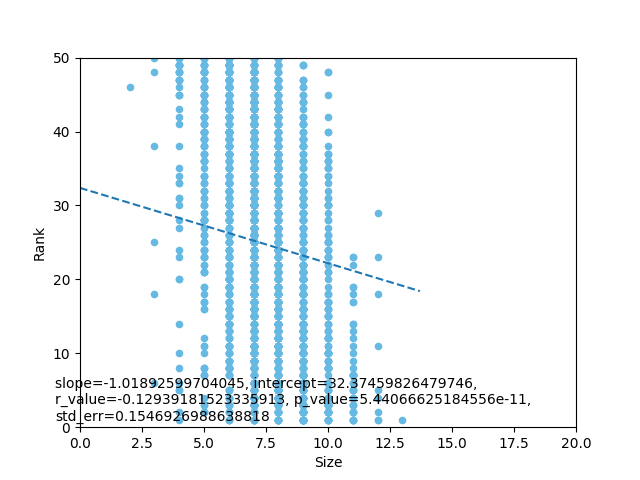 50
40
30
20
10
0
Rank
slope=-1.01892599704045, intercept=32.37459826479746,
r_value=-0.12939181523335913, p_value=5.44066625184556e-11,
std_err=0.1546926988638818
0.0 2.5 5.0 7.5 10.0 12.5 15.0 17.5 20.0
Size